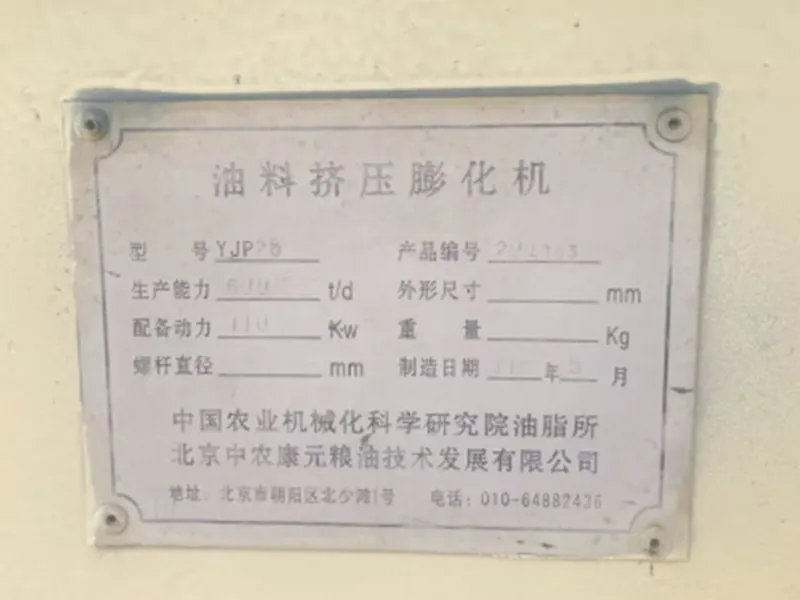 油料挤压膨化机
型 号 YJP28 产品编号
生产能力 t/d 外形尺寸 mm
配备动力 110 Kw 重 量 Kg
螺杆直径 mm 制造日期 年 5 月
中国农业机械化科学研究院油脂所
北京中农康元粮油技术发展有限公司
地址：北京市朝阳区北沙滩1号 电话：010-64882436